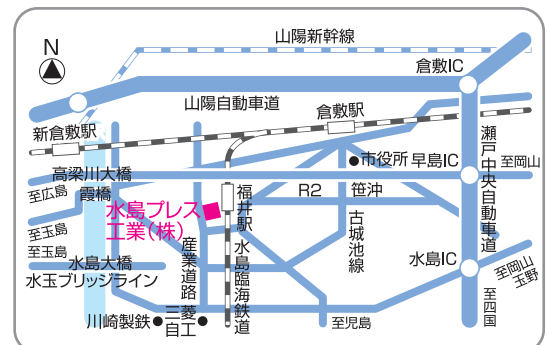 N
山陽新幹線
倉敷IC
山陽自動車道
倉敷駅
新倉敷駅
市役所
早島IC
至岡山
高梁川大橋
至広島
霞橋
R2
笹沖
瀬戸中央自動車道
水島プレス
工業(株)
福井駅
古城池線
至玉島
至玉島
産業道路
水島臨海鉄道
水島大橋
水玉ブリッジライン
水島IC
至岡山
玉野
川崎製鉄
三菱
自工
至児島
至四国